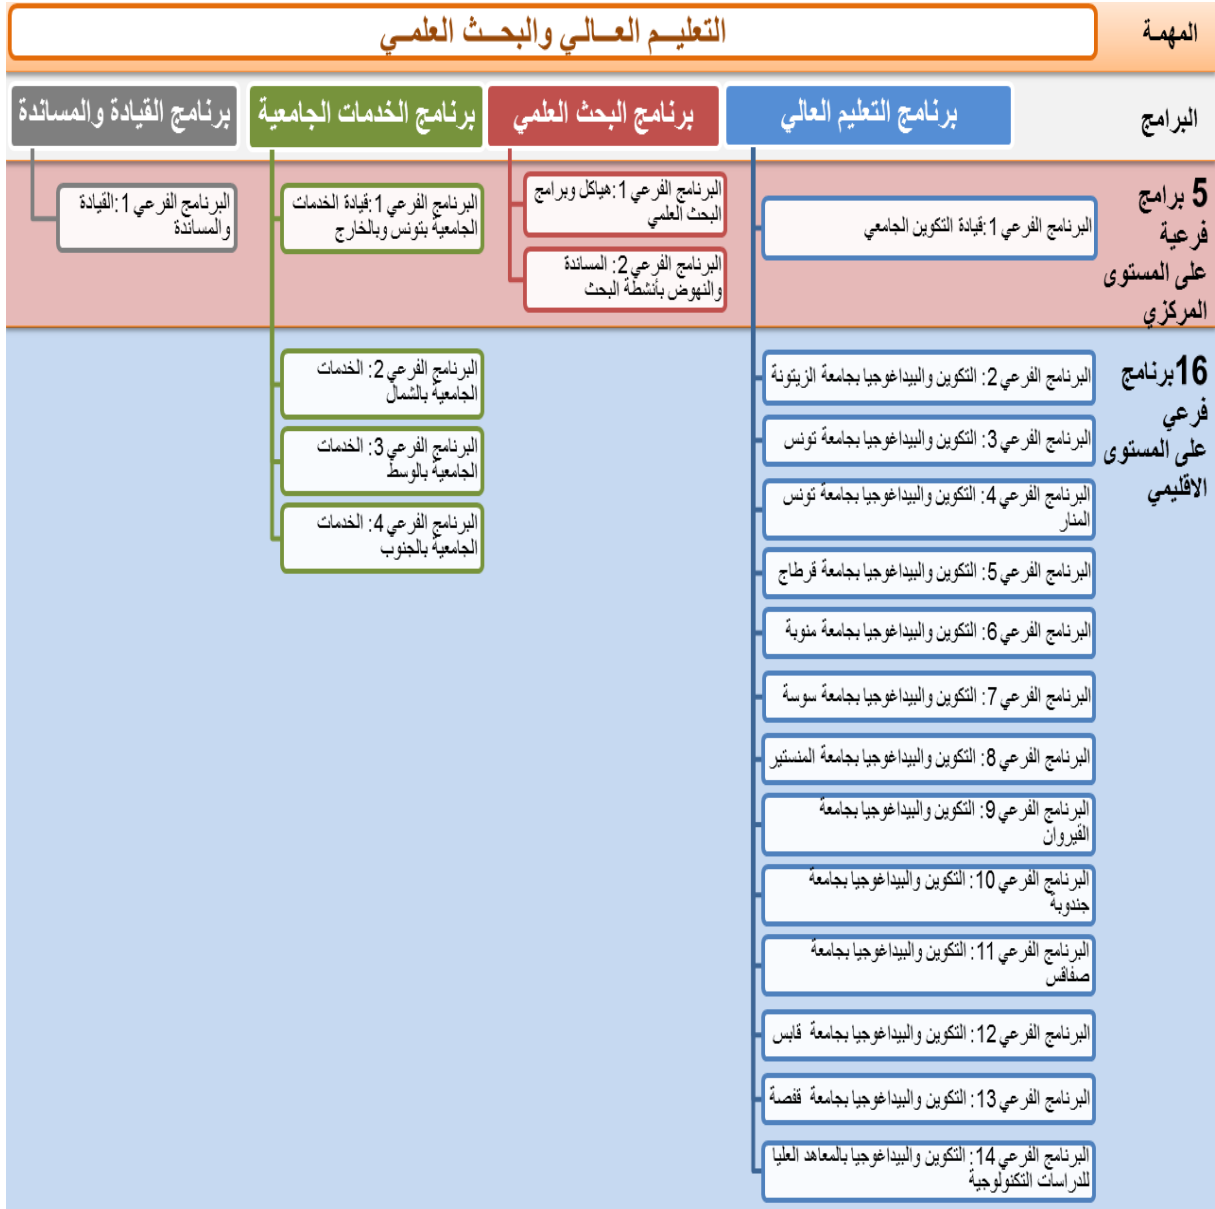 المهمة
التعليـــم العـــالي والبحـــث العلمـي
البرامج
برنامج التعليم العالي
برنامج البحث العلمي
برنامج الخدمات الجامعية
برنامج القيادة والمساندة
5 برامج
فرعية
على المستوى
المركزي
البرنامج الفرعي 1:قيادة التكوين الجامعي
البرنامج الفرعي 1:هياكل وبرامج
البحث العلمي
البرنامج الفرعي 2: المساندة
والنهوض بأنشطة البحث
البرنامج الفرعي 1:قيادة الخدمات
الجامعية بتونس وبالخارج
البرنامج الفرعي 1:القيادة
والمساندة
16برنامج
فرعي
على المستوى
الاقليمي
البرنامج الفرعي 2: التكوين والبيداغوجيا بجامعة الزيتونة
البرنامج الفرعي 3: التكوين والبيداغوجيا بجامعة تونس
البرنامج الفرعي 4: التكوين والبيداغوجيا بجامعة تونس
المنار
البرنامج الفرعي 5: التكوين والبيداغوجيا بجامعة قرطاج
البرنامج الفرعي 6: التكوين والبيداغوجيا بجامعة منوبة
البرنامج الفرعي 7: التكوين والبيداغوجيا بجامعة سوسة
البرنامج الفرعي 8: التكوين والبيداغوجيا بجامعة المنستير
البرنامج الفرعي 9: التكوين والبيداغوجيا بجامعة
القيروان
البرنامج الفرعي 10: التكوين والبيداغوجيا بجامعة
جندوبة
البرنامج الفرعي 11: التكوين والبيداغوجيا بجامعة
صفاقس
البرنامج الفرعي 12: التكوين والبيداغوجيا بجامعة قابس
البرنامج الفرعي 13: التكوين والبيداغوجيا بجامعة قفصة
البرنامج الفرعي 14: التكوين والبيداغوجيا بالمعاهد العليا
للدراسات التكنولوجية
البرنامج الفرعي 2: الخدمات
الجامعية بالشمال
البرنامج الفرعي 3: الخدمات
الجامعية بالوسط
البرنامج الفرعي 4: الخدمات
الجامعية بالجنوب